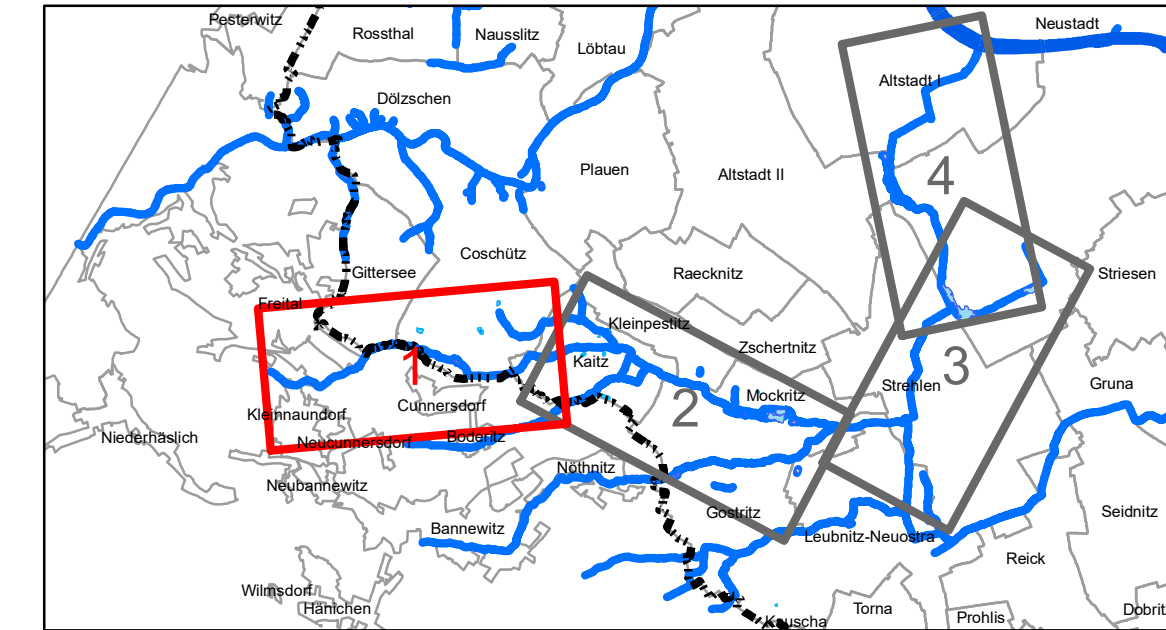 Pesterwitz
Rossthal
Nausslitz
Löbtau
Neustadt
Altstadt I
Dölzschen
Plauen
Altstadt II
4
Coschütz
Gittersee
Raecknitz
Striesen
Freital
Kleinpestitz
Zschertnitz
Kaitz
1
3
Strehlen
Gruna
Mockritz
2
Cunnersdorf
Kleinnaundorf
Niederhäslich
Neucunnersdorf
Boderitz
Nöthnitz
Neubannewitz
Gostritz
Seidnitz
Bannewitz
Leubnitz-Neuostra
Reick
Wilmsdorf
Hänichen
Torna
Prohlis
Dobrit
Kauscha